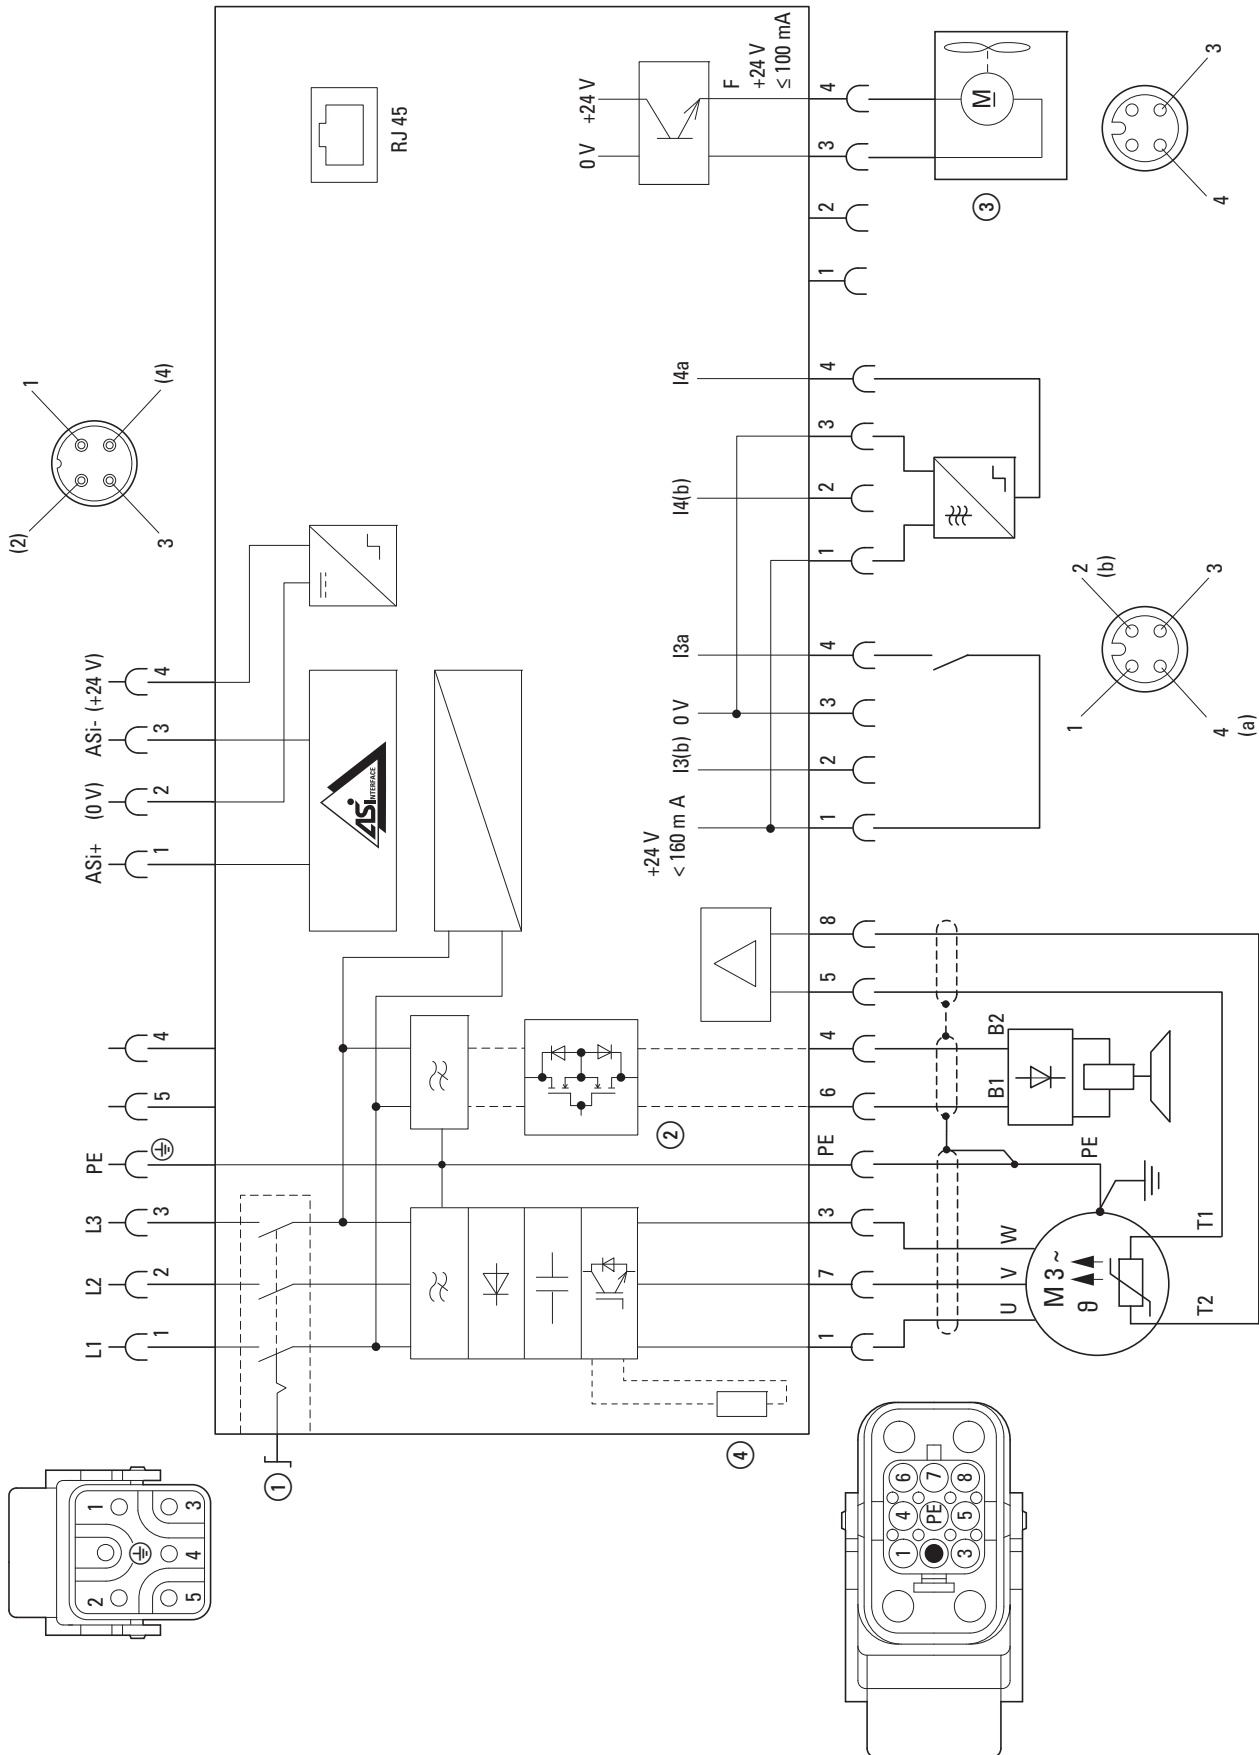 L1 L2 L3 PE
1 2 3 5 4
ASi+ (0 V) ASi- (+24 V)
1 2 3 4
(2) 1
3 (4)
RJ 45
ASi
INTERFACE
1
2
4
+24 V
< 160 m A
I3(b) 0 V I3a
I4(b) I4a
0 V +24 V
F
+24 V
≤ 100 mA
1 7 3 PE 6 4 5 8
1 2 3 4
1 2 3 4
1 2 3 4
U V W PE
B1 B2
M 3 ~
ϑ
T2 T1
M
3
1 2
(b)
4
(a)
3
4 3
2 1
5 4 3
1 4 6
PE 7
3 5 8